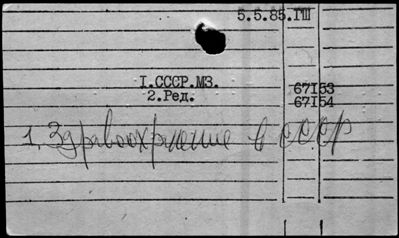 5.5.85.ГШ
I.СССР.МЗ.
67153
2.Ред.
67154
1. Здравоохранение в СССР